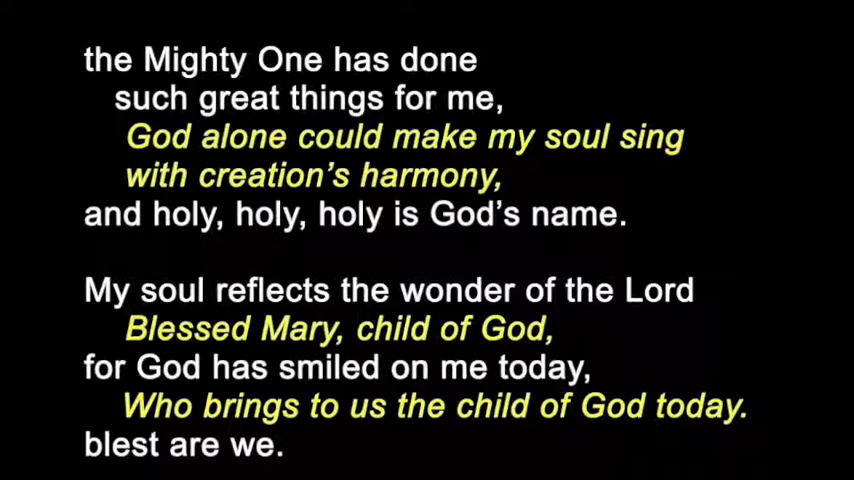 the Mighty One has done
such great things for me,
God alone could make my soul sing
with creation’s harmony,
and holy, holy, holy is God’s name.
My soul reflects the wonder of the Lord
Blessed Mary, child of God,
for God has smiled on me today,
Who brings to us the child of God today.
blest are we.